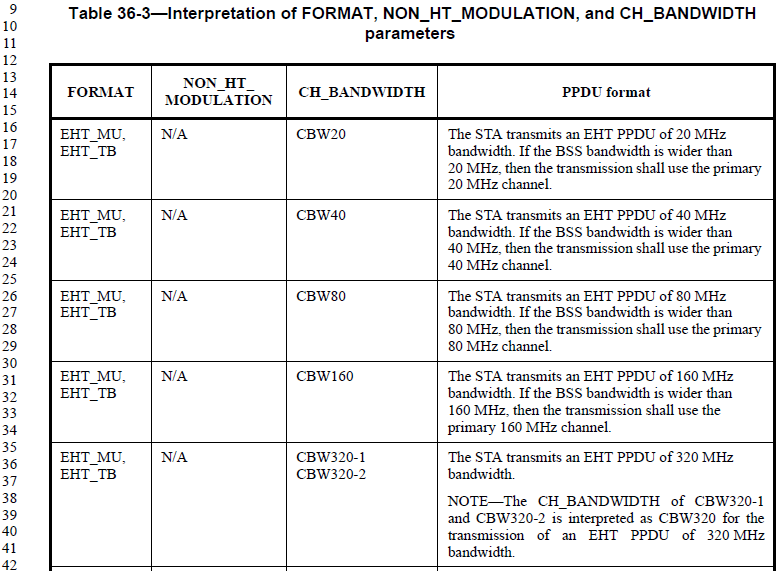 9
10
11
12
13
14
15
16
17
18
19
20
21
22
23
24
25
26
27
28
29
30
31
32
33
34
35
36
37
38
39
40
41
42
Table 36-3—Interpretation of FORMAT, NON_HT_MODULATION, and CH_BANDWIDTH
parameters
FORMAT
NON_HT_
MODULATION
CH_BANDWIDTH
PPDU format
EHT_MU,
EHT_TB
N/A
CBW20
The STA transmits an EHT PPDU of 20 MHz
bandwidth. If the BSS bandwidth is wider than
20 MHz, then the transmission shall use the primary
20 MHz channel.
EHT_MU,
EHT_TB
N/A
CBW40
The STA transmits an EHT PPDU of 40 MHz
bandwidth. If the BSS bandwidth is wider than
40 MHz, then the transmission shall use the primary
40 MHz channel.
EHT_MU,
EHT_TB
N/A
CBW80
The STA transmits an EHT PPDU of 80 MHz
bandwidth. If the BSS bandwidth is wider than
80 MHz, then the transmission shall use the primary
80 MHz channel.
EHT_MU,
EHT_TB
N/A
CBW160
The STA transmits an EHT PPDU of 160 MHz
bandwidth. If the BSS bandwidth is wider than
160 MHz, then the transmission shall use the
primary 160 MHz channel.
EHT_MU,
EHT_TB
N/A
CBW320-1
CBW320-2
The STA transmits an EHT PPDU of 320 MHz
bandwidth.
NOTE—The CH_BANDWIDTH of CBW320-1
and CBW320-2 is interpreted as CBW320 for the
transmission of an EHT PPDU of 320 MHz
bandwidth.